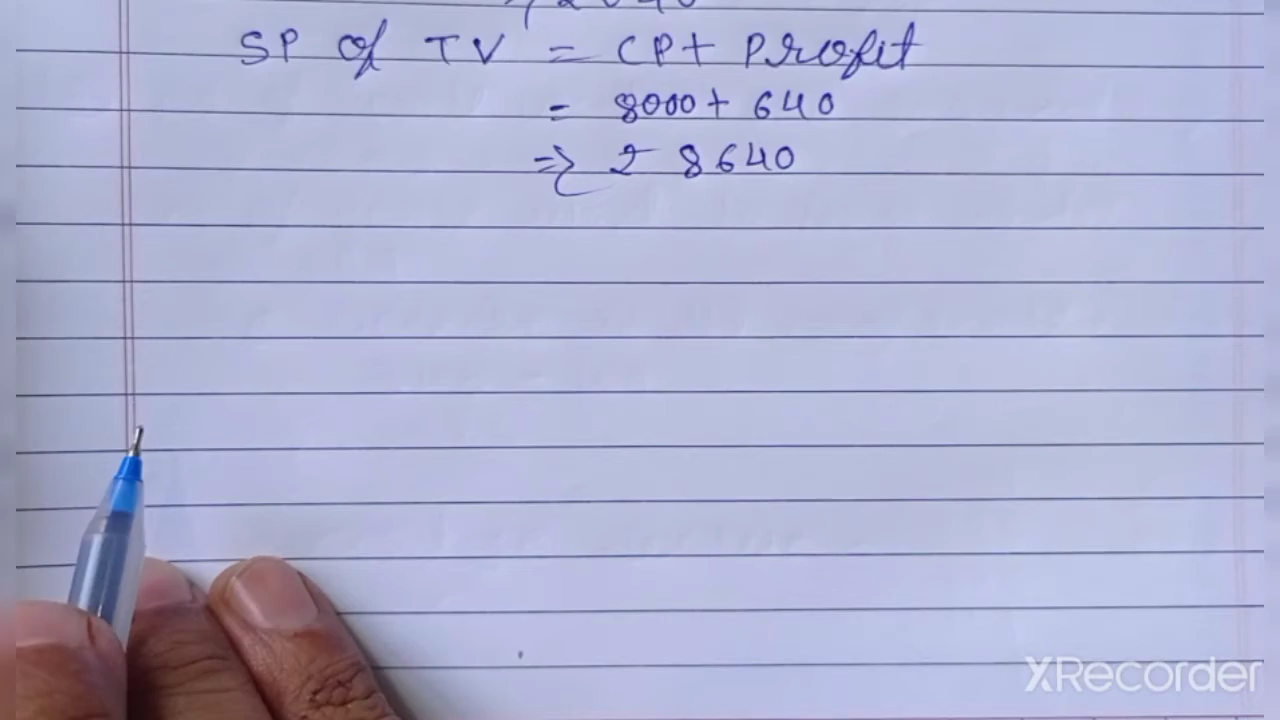 SP of TV = CP + Profit
= 8000 + 640
=> ₹ 8640
XRecorder